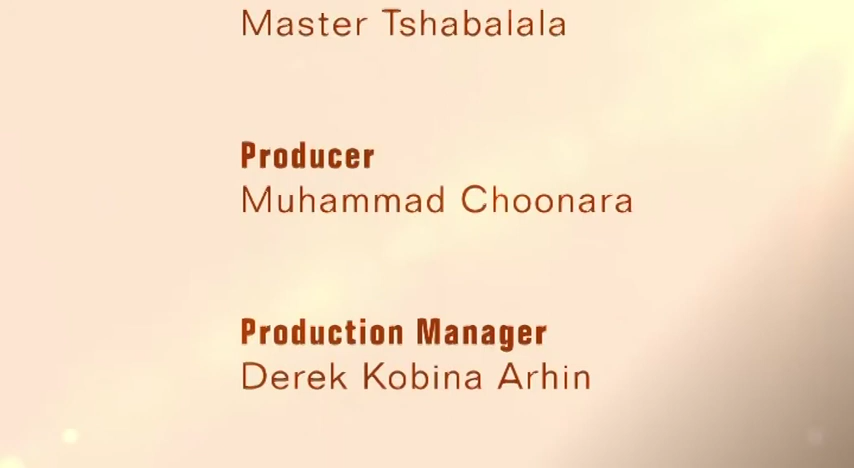 Master Tshabalala
Producer
Muhammad Choonara
Production Manager
Derek Kobina Arhin